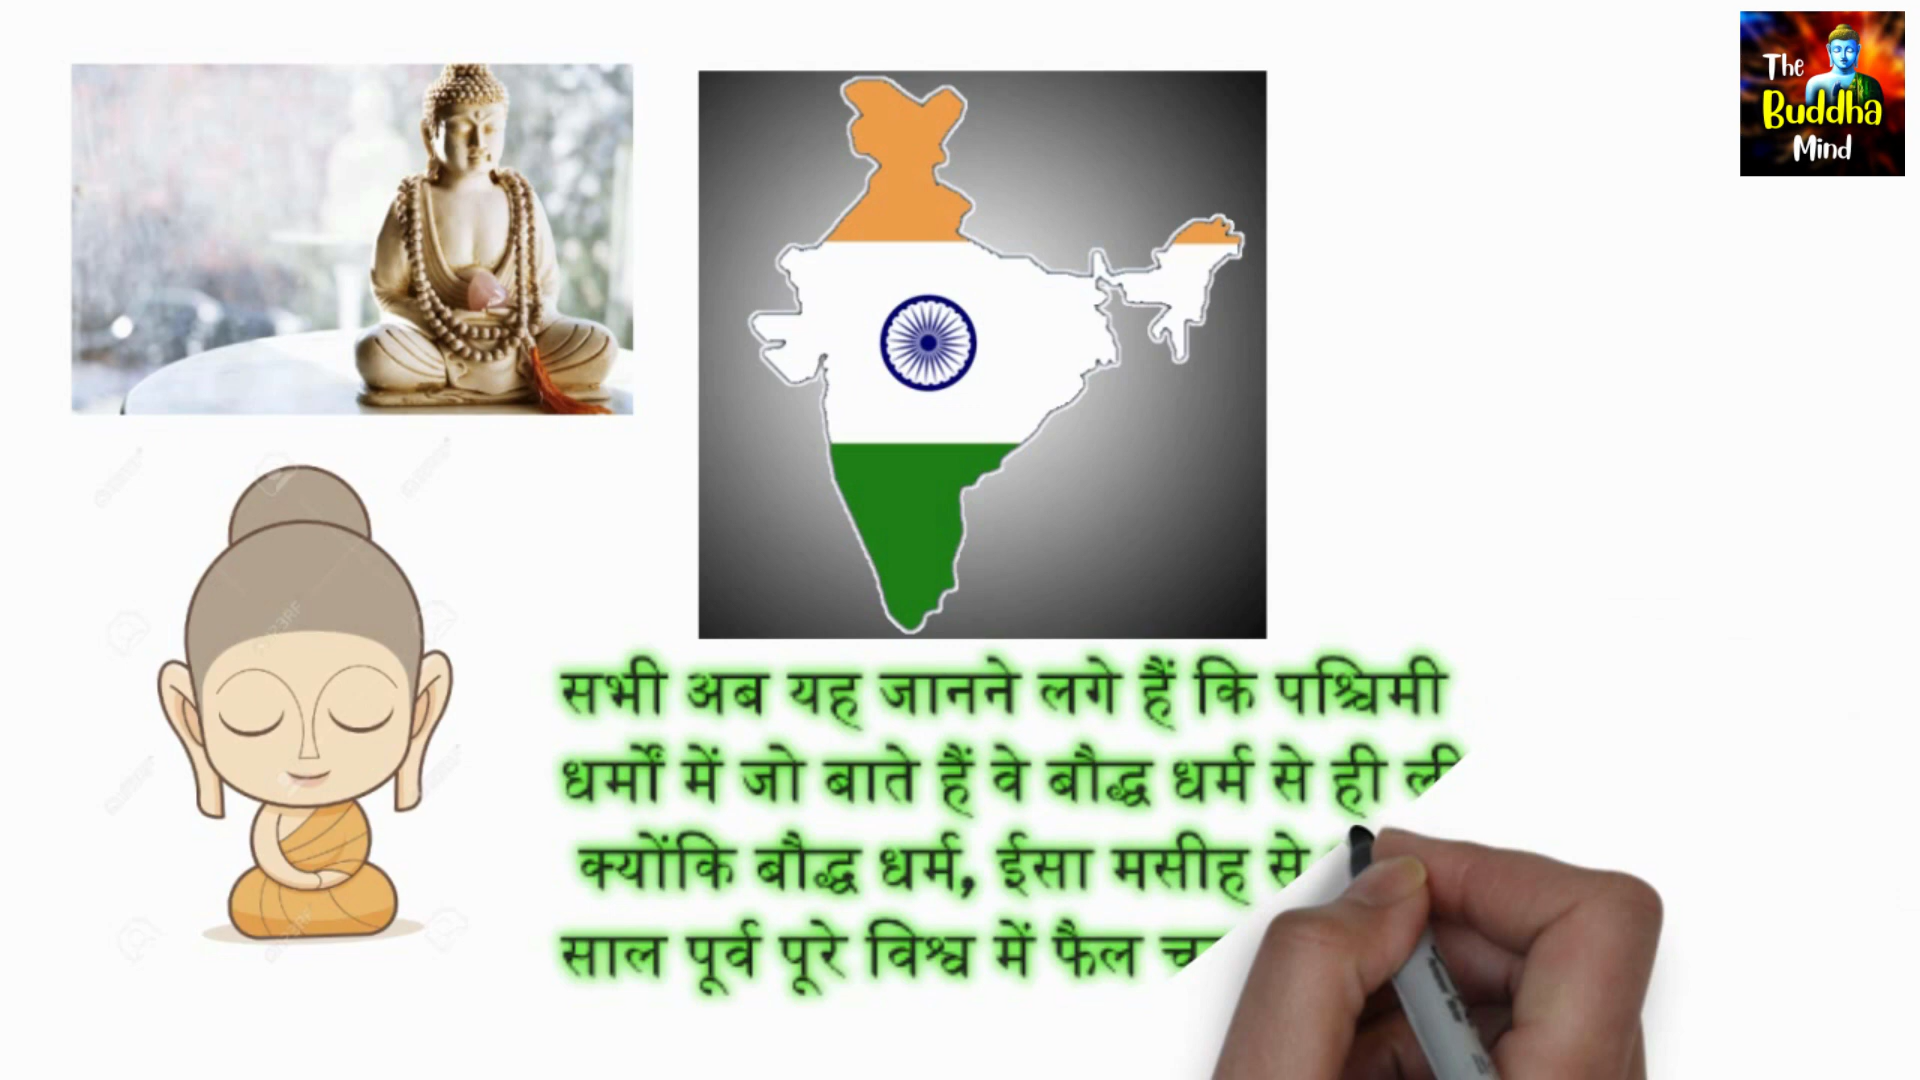 The
Buddha
Mind
सभी अब यह जानने लगे हैं कि पश्चिमी
धर्मों में जो बाते हैं वे बौद्ध धर्म से ही
क्योंकि बौद्ध धर्म, ईसा मसीह से
साल पूर्व पूरे विश्व में फैल